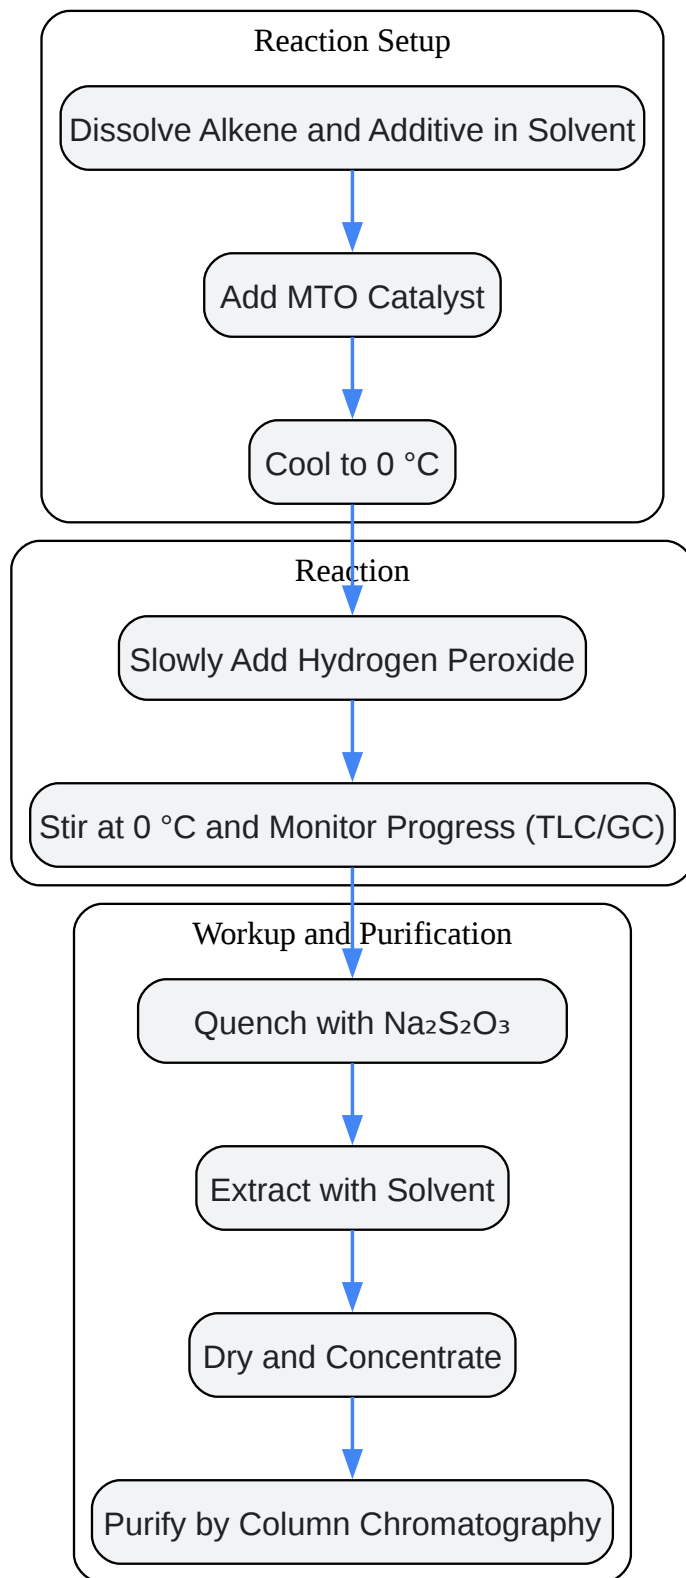 Reaction Setup
Dissolve Alkene and Additive in Solvent
Add MTO Catalyst
Cool to 0 °C
Reaction
Slowly Add Hydrogen Peroxide
Stir at 0 °C and Monitor Progress (TLC/GC)
Workup and Purification
Quench with Na₂S₂O₃
Extract with Solvent
Dry and Concentrate
Purify by Column Chromatography